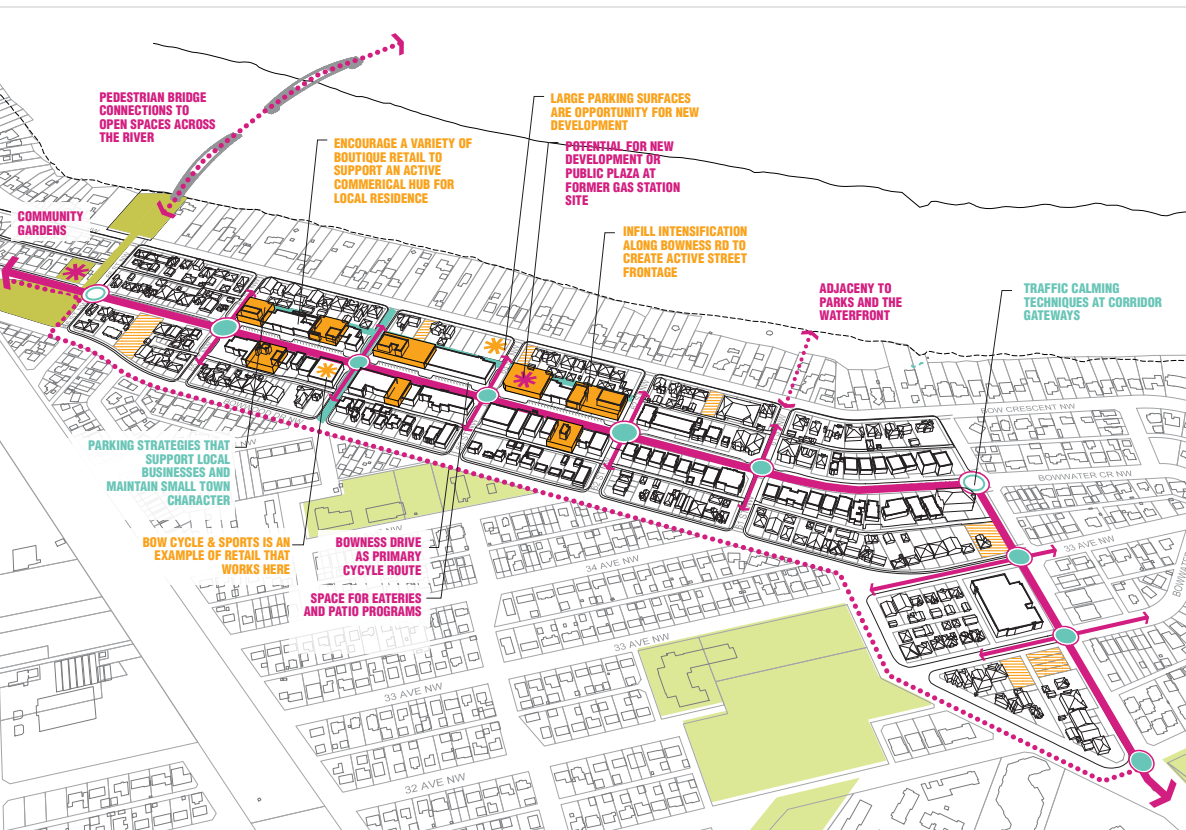 PEDESTRIAN BRIDGE
CONNECTIONS TO
OPEN SPACES ACROSS
THE RIVER
LARGE PARKING SURFACES
ARE OPPORTUNITY FOR NEW
DEVELOPMENT
POTENTIAL FOR NEW
DEVELOPMENT OR
PUBLIC PLAZA AT
FORMER GAS STATION
SITE
ENCOURAGE A VARIETY OF
BOUTIQUE RETAIL TO
SUPPORT AN ACTIVE
COMMERICAL HUB FOR
LOCAL RESIDENCE
COMMUNITY
GARDENS
INFILL INTENSIFICATION
ALONG BOWNESS RD TO
CREATE ACTIVE STREET
FRONTAGE
ADJACENY TO
PARKS AND THE
WATERFRONT
TRAFFIC CALMING
TECHNIQUES AT CORRIDOR
GATEWAYS
BOW CRESCENT NW
BOWWATER CR NW
PARKING STRATEGIES THAT
SUPPORT LOCAL
BUSINESSES AND
MAINTAIN SMALL TOWN
CHARACTER
BOW CYCLE & SPORTS IS AN
EXAMPLE OF RETAIL THAT
WORKS HERE
BOWNESS DRIVE
AS PRIMARY
CYCYLE ROUTE
SPACE FOR EATERIES
AND PATIO PROGRAMS
33 AVE NW
34 AVE NW
33 AVE NW
33 AVE NW
32 AVE NW